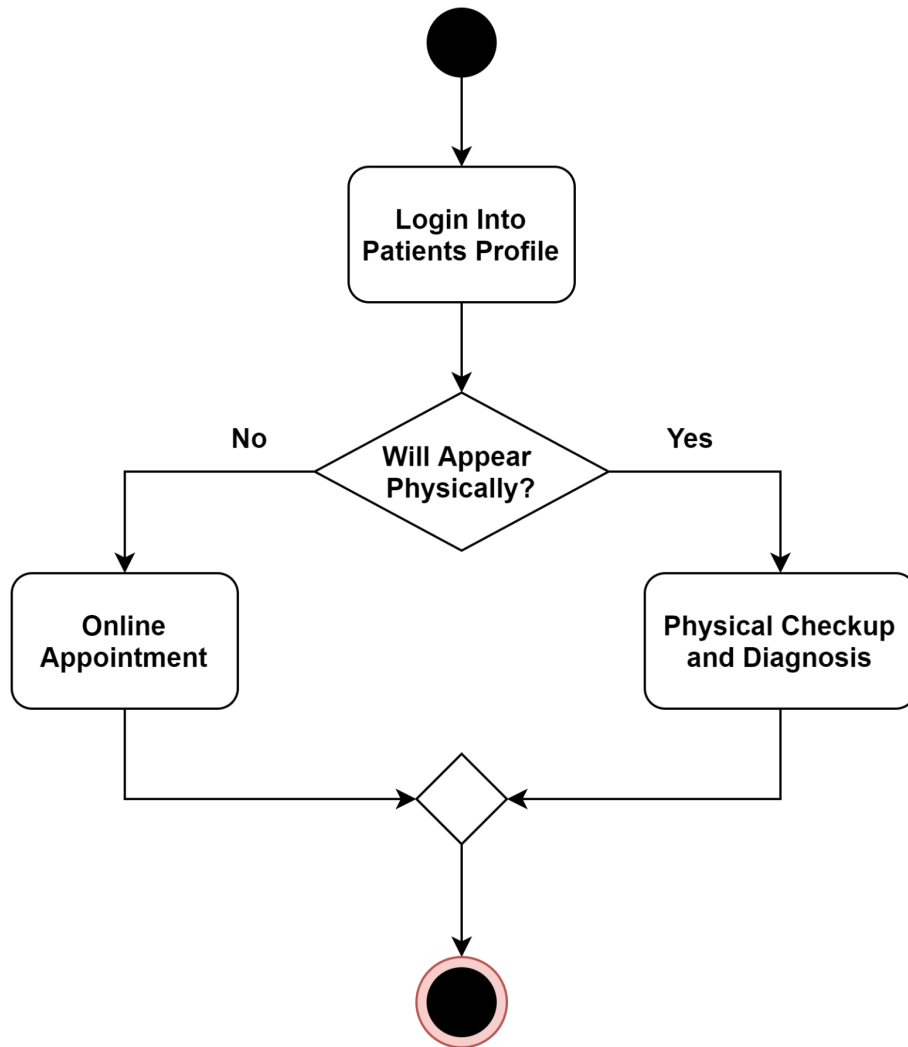 Login Into
Patients Profile
No
Will Appear
Physically?
Yes
Online
Appointment
Physical Checkup
and Diagnosis